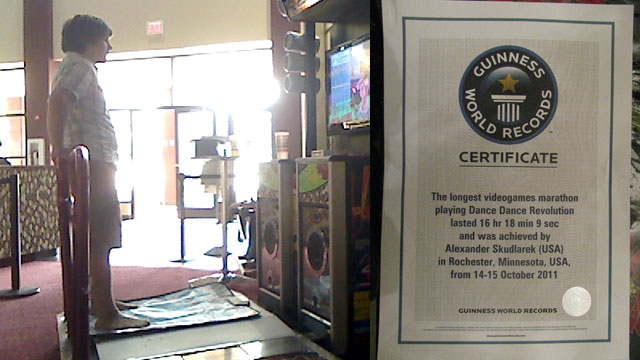 EXIT
GUINNESS
WORLD RECORDS
™
CERTIFICATE
The longest videogames marathon
playing Dance Dance Revolution
lasted 16 hr 18 min 9 sec
and was achieved by
Alexander Skudlarek (USA)
in Rochester, Minnesota, USA,
from 14-15 October 2011
GUINNESS WORLD RECORDS